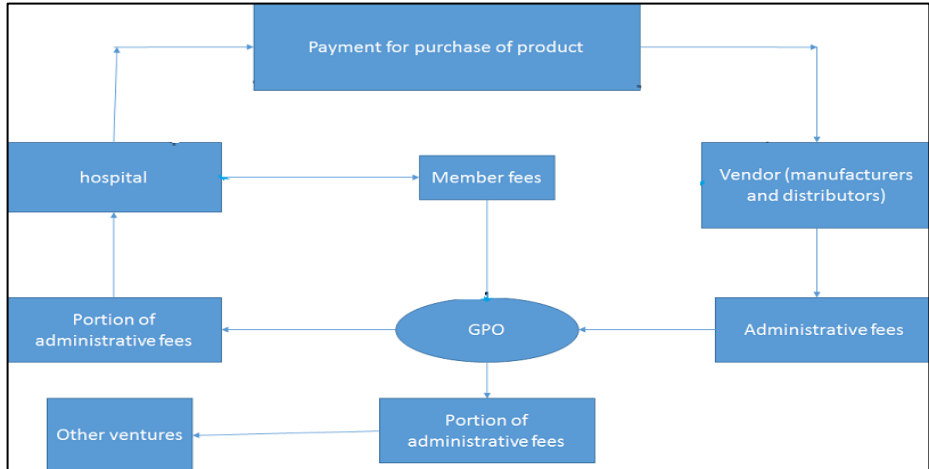 Payment for purchase of product
hospital
Member fees
Vendor (manufacturers
and distributors)
Portion of
administrative fees
GPO
Administrative fees
Other ventures
Portion of
administrative fees